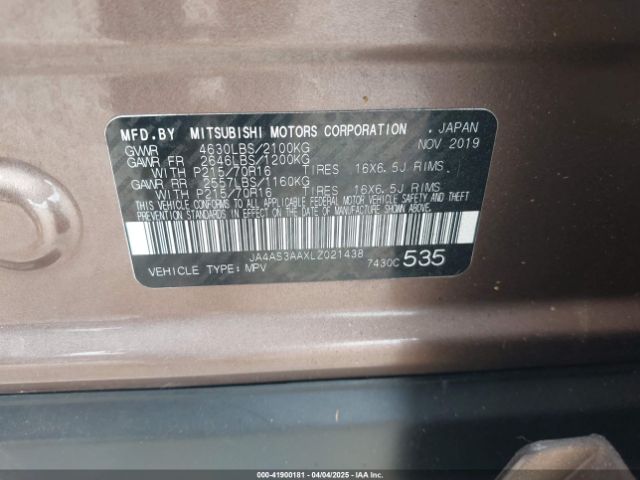 MFD.BY MITSUBISHI MOTORS CORPORATION . JAPAN
GVWR 4630LBS/2100KG NOV 2019
GAWR FR 2646LBS/1200KG
WITH P215/70R16 TIRES 16X6.5J RIMS
GAWR RR 2557LBS/1160KG
WITH P215/70R16 TIRES 16X6.5J RIMS
THIS VEHICLE CONFORMS TO ALL APPLICABLE FEDERAL MOTOR VEHICLE SAFETY AND THEFT
PREVENTION STANDARDS IN EFFECT ON THE DATE OF MANUFACTURE SHOWN ABOVE.
JA4AS3AAXLZ021438
VEHICLE TYPE: MPV 7430C 535
000-41900181 - 04/04/2025 - IAAI.COM